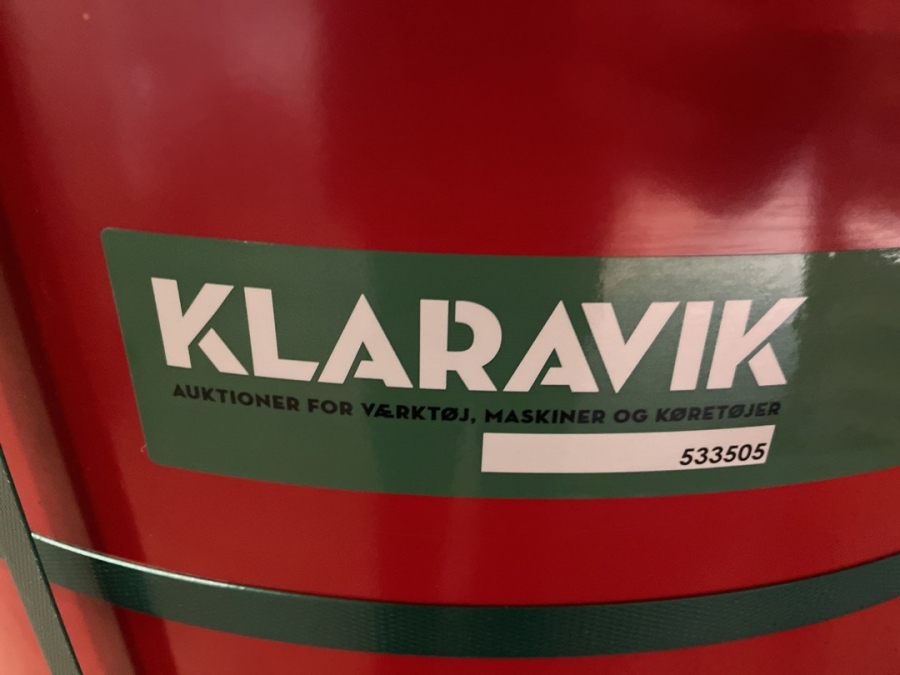 KLARAVIK
AUKTIONER FOR VÆRKTØJ, MASKINER OG KØRETØJER
533505